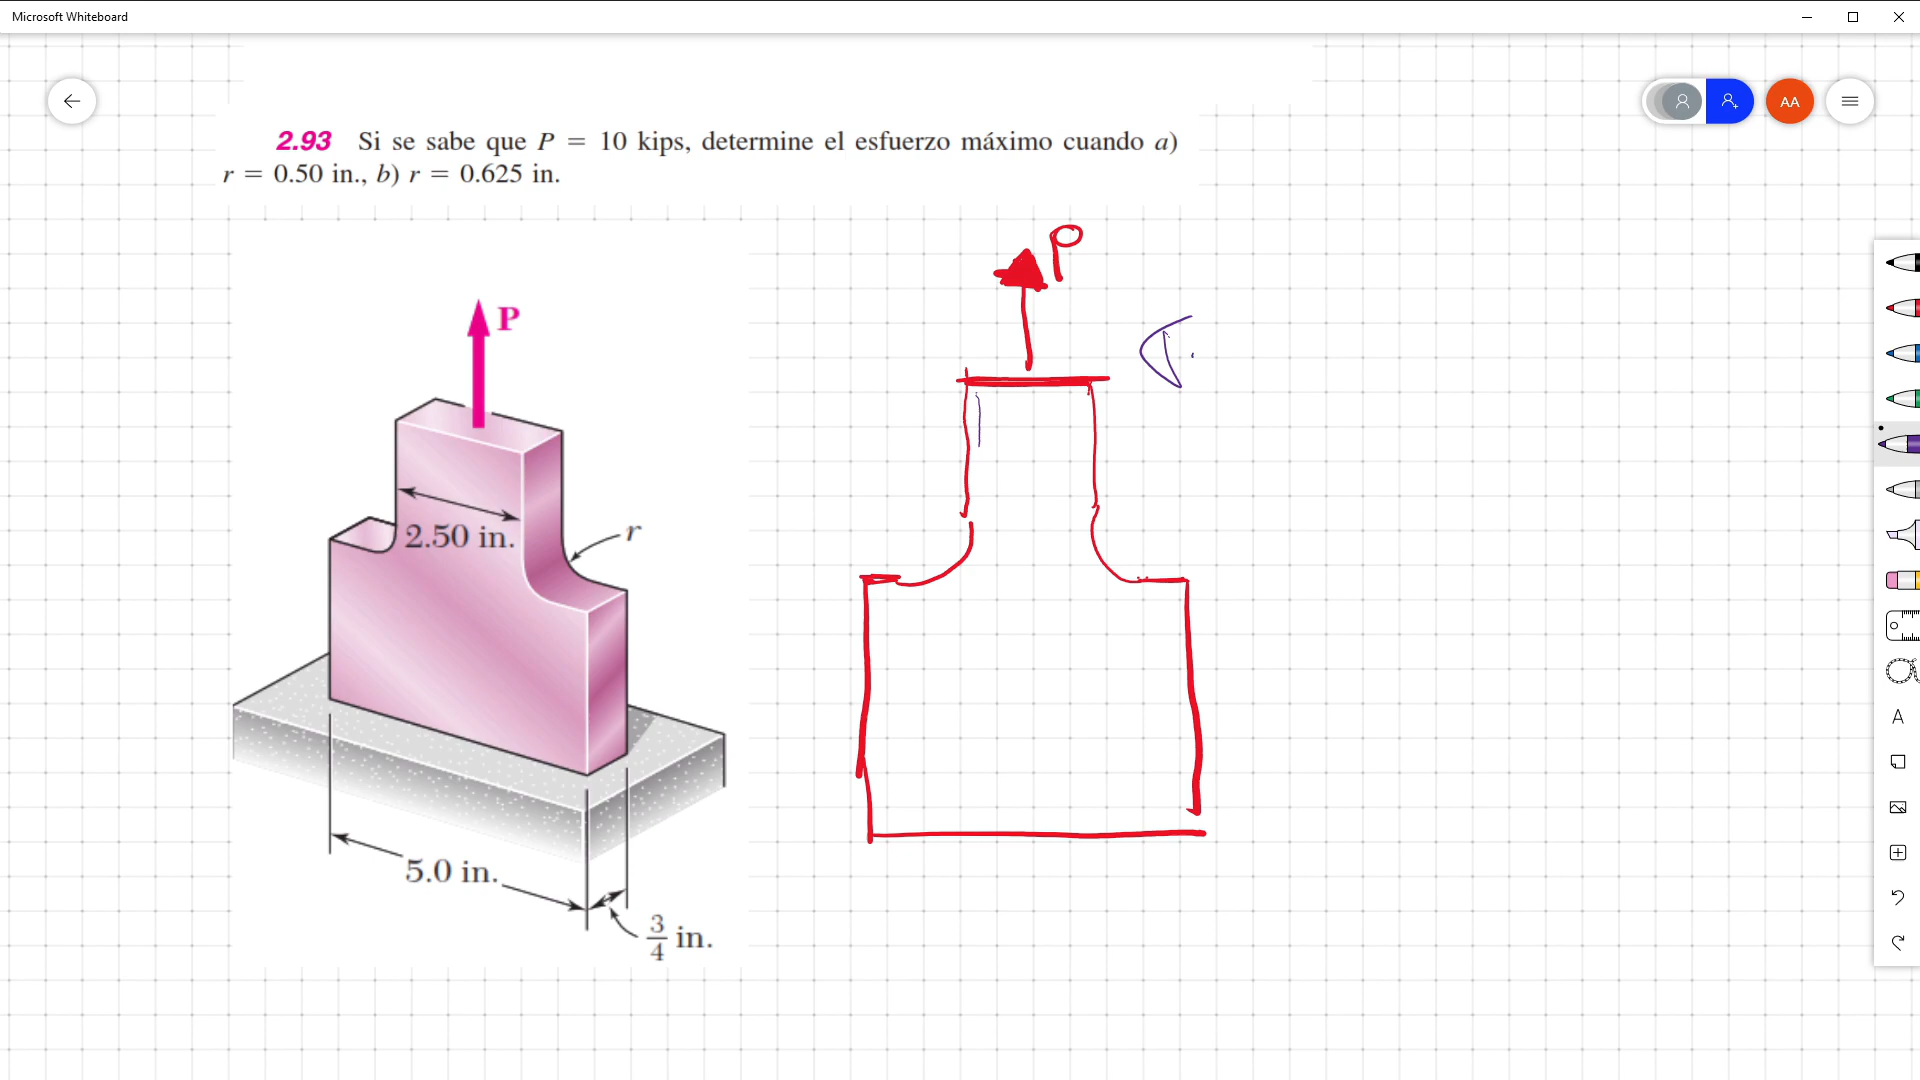 Microsoft Whiteboard
AA
2.93 Si se sabe que P = 10 kips, determine el esfuerzo máximo cuando a)
r = 0.50 in., b) r = 0.625 in.
P
P
r
2.50 in.
5.0 in.
3/4 in.
A